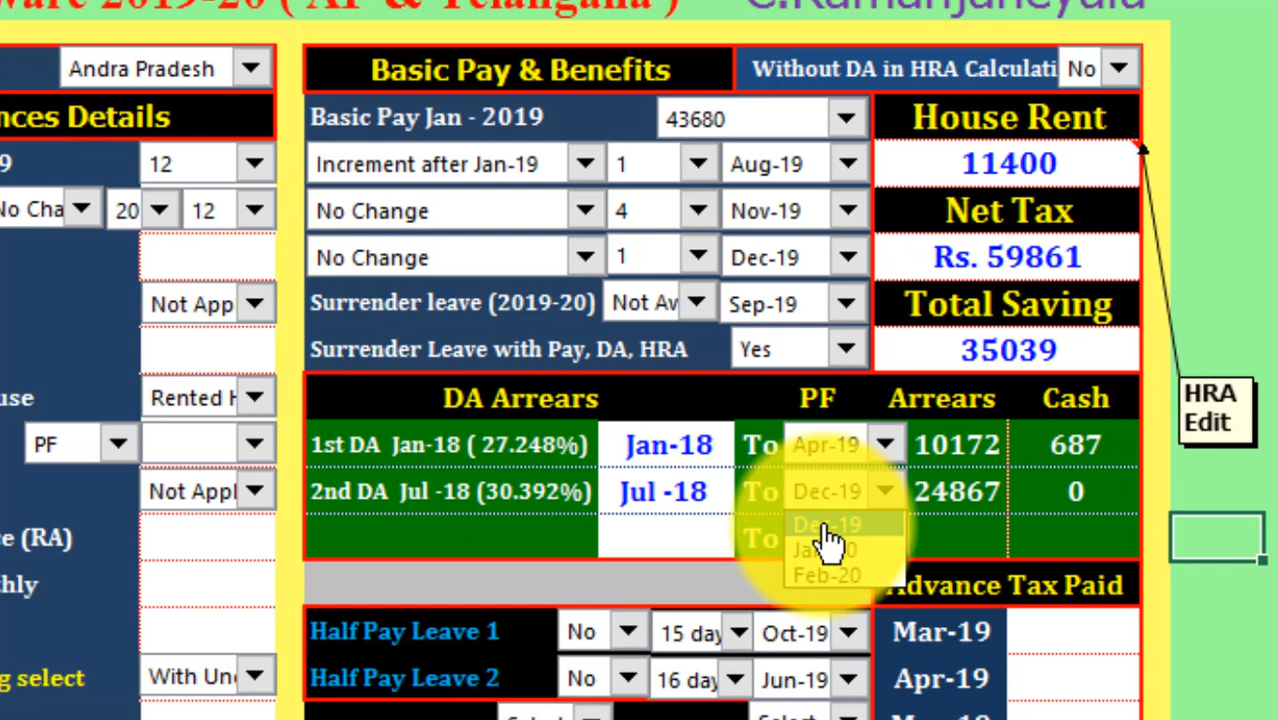 2019-20 ( AP & Telangana ) C.Ramanjaneyulu
Andra Pradesh
Basic Pay & Benefits
Without DA in HRA Calculati No
nces Details
Basic Pay Jan - 2019 43680
House Rent
9 12
Increment after Jan-19 1 Aug-19
11400
No Cha 20 12
No Change 4 Nov-19
Net Tax
No Change 1 Dec-19
Rs. 59861
Not App
Surrender leave (2019-20) Not Av Sep-19
Total Saving
Surrender Leave with Pay, DA, HRA Yes
35039
HRA
Edit
use Rented H
DA Arrears PF Arrears Cash
PF
1st DA Jan-18 ( 27.248%) Jan-18 To Apr-19 10172 687
Not Appl
2nd DA Jul -18 (30.392%) Jul -18 To Dec-19 24867 0
e (RA)
To
Feb-20
thly
Advance Tax Paid
Half Pay Leave 1 No 15 day Oct-19 Mar-19
g select With Un
Half Pay Leave 2 No 16 day Jun-19 Apr-19